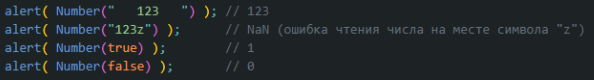 alert( Number("   123   ") ); // 123
alert( Number("123z") );      // NaN (ошибка чтения числа на месте символа "z")
alert( Number(true) );        // 1
alert( Number(false) );       // 0